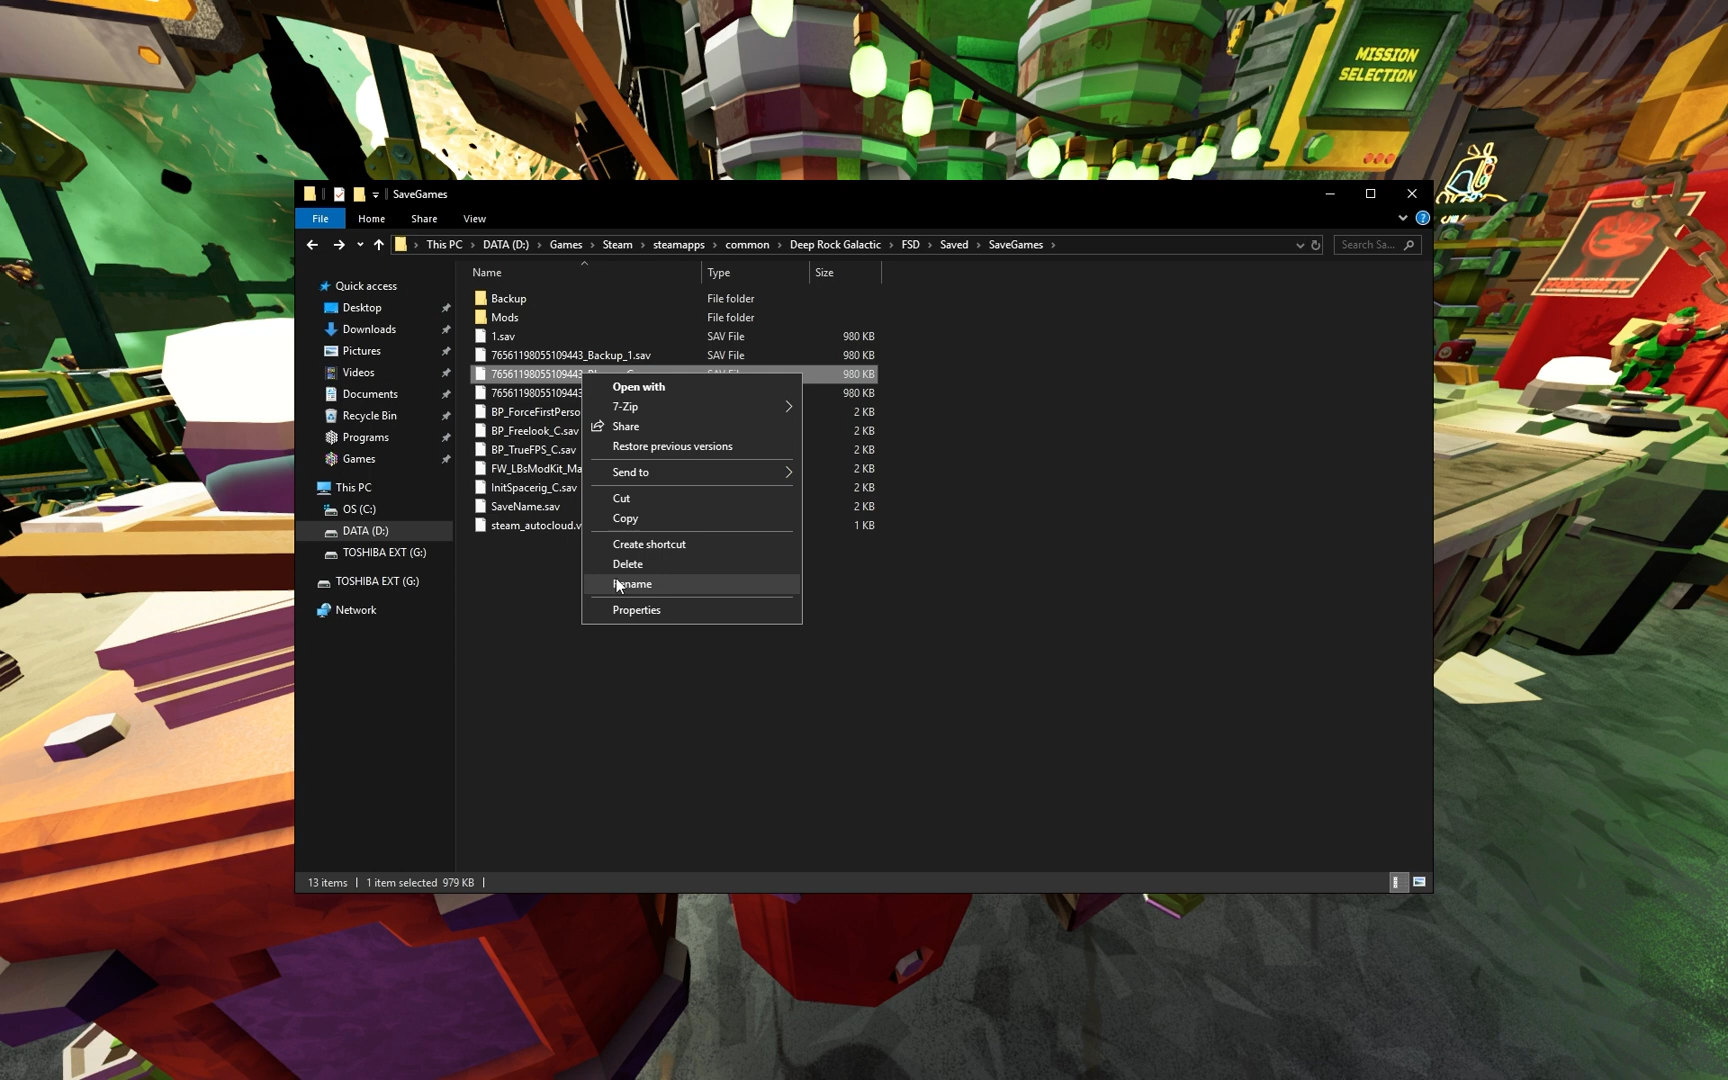 MISSION
SELECTION
SaveGames
File Home Share View
This PC DATA (D:) Games Steam steamapps common Deep Rock Galactic FSD Saved SaveGames
Search Sa...
Name Type Size
Quick access
Desktop
Downloads
Pictures
Videos
Documents
Recycle Bin
Programs
Games
This PC
OS (C:)
DATA (D:)
TOSHIBA EXT (G:)
TOSHIBA EXT (G:)
Network
Backup File folder
Mods File folder
1.sav SAV File 980 KB
76561198055109443_Backup_1.sav SAV File 980 KB
76561198055109443 980 KB
76561198055109443 980 KB
BP_ForceFirstPerso 2 KB
BP_Freelook_C.sav 2 KB
BP_TrueFPS_C.sav 2 KB
FW_LBsModKit_Ma 2 KB
InitSpacerig_C.sav 2 KB
SaveName.sav 2 KB
steam_autocloud.v 1 KB
Open with
7-Zip
Share
Restore previous versions
Send to
Cut
Copy
Create shortcut
Delete
Rename
Properties
13 items 1 item selected 979 KB